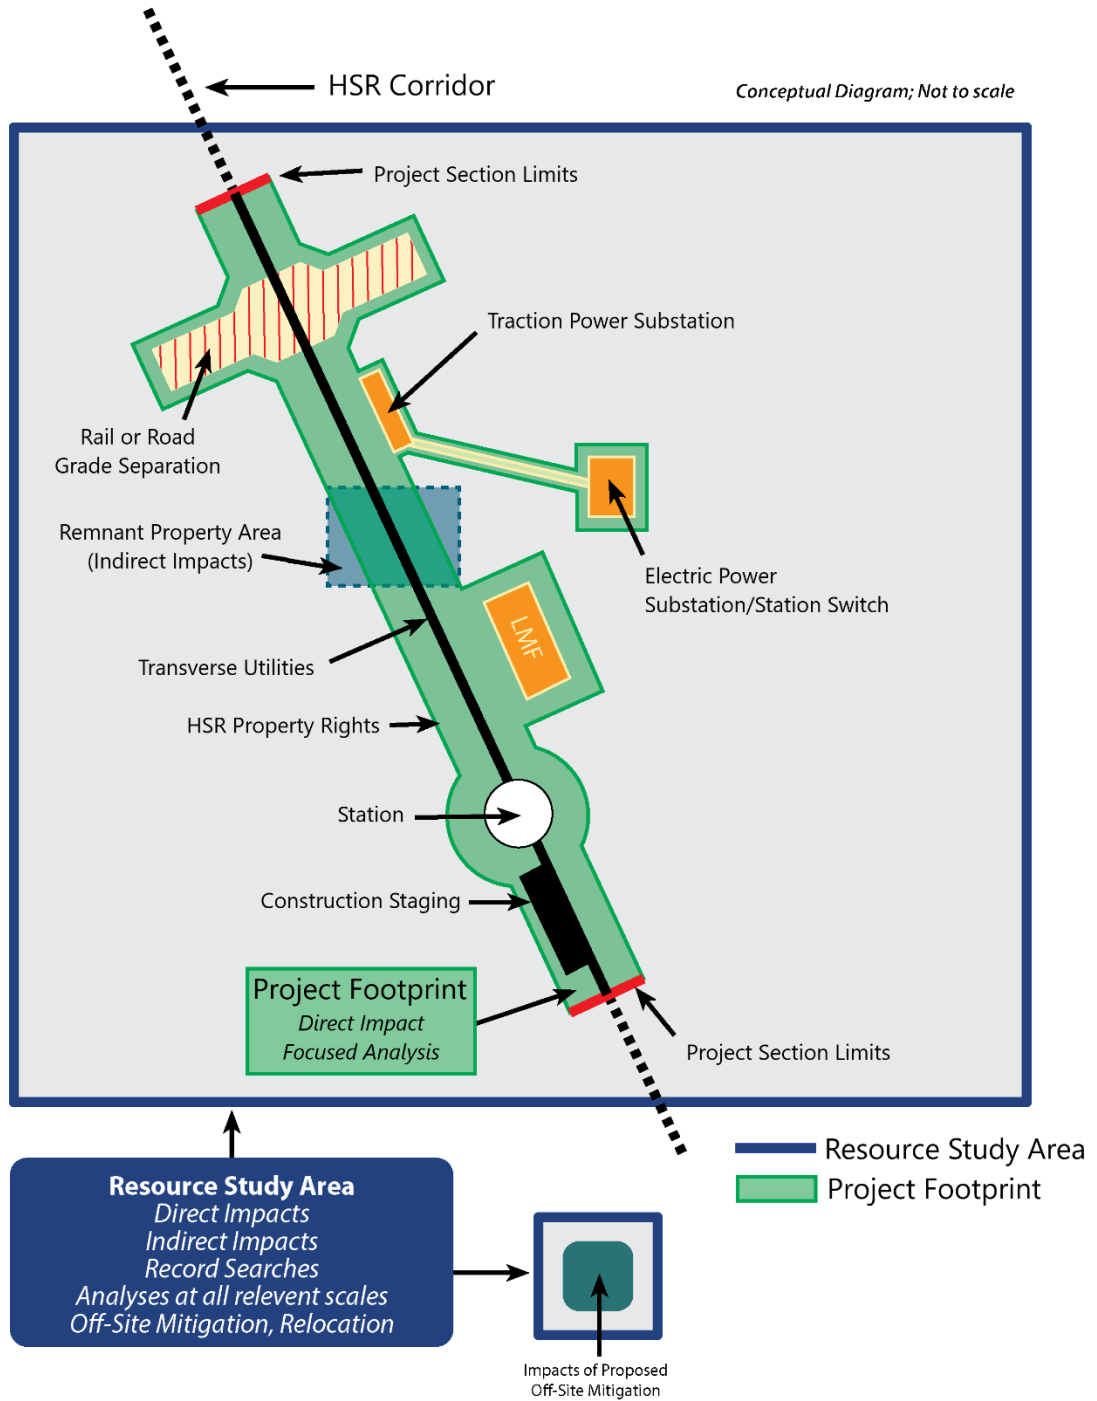 HSR Corridor
Conceptual Diagram; Not to scale
Project Section Limits
Traction Power Substation
Rail or Road
Grade Separation
Remnant Property Area
(Indirect Impacts)
Electric Power
Substation/Station Switch
LMF
Transverse Utilities
HSR Property Rights
Station
Construction Staging
Project Footprint
Direct Impact
Focused Analysis
Project Section Limits
Resource Study Area
Project Footprint
Resource Study Area
Direct Impacts
Indirect Impacts
Record Searches
Analyses at all relevent scales
Off-Site Mitigation, Relocation
Impacts of Proposed
Off-Site Mitigation